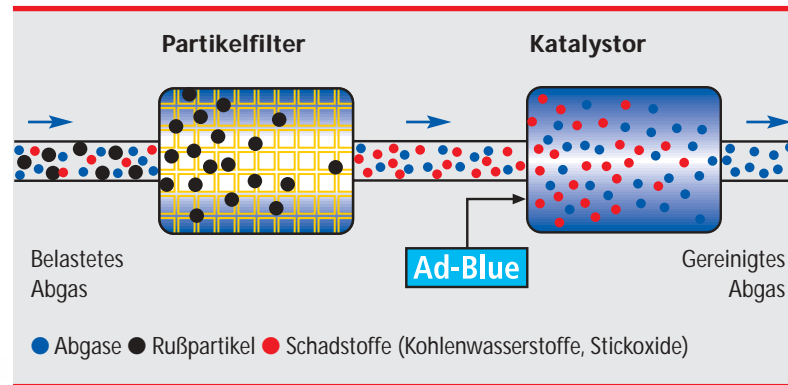 Partikelfilter
Katalystor
Belastetes
Abgas
Ad-Blue
Gereinigtes
Abgas
Abgase Rußpartikel Schadstoffe (Kohlenwasserstoffe, Stickoxide)